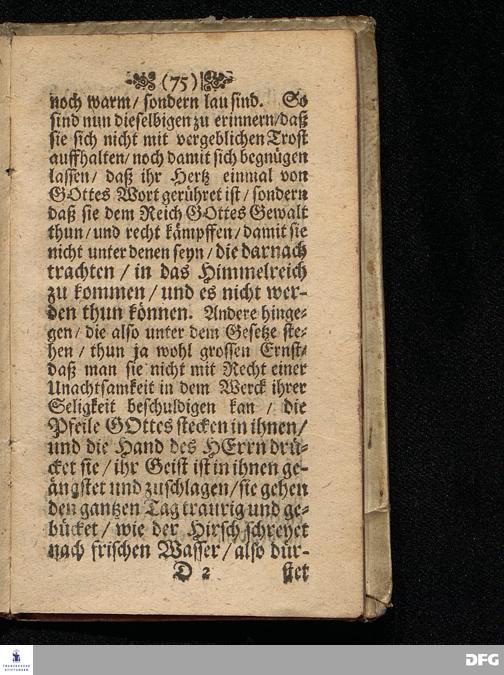 (75)
noch warm/ sondern lau sind. So
sind nun dieselbigen zu erinnern/daß
sie sich nicht mit vergeblichen Trost
auffhalten/ noch damit sich begnügen
lassen/ daß ihr Hertz einmal von
GOttes Wort gerühret ist/ sondern
daß sie dem Reich GOttes Gewalt
thun/ und recht kämpffen/ damit sie
nicht unter denen seyn/ die darnach
trachten/ in das Himmelreich
zu kommen/ und es nicht wer-
den thun können. Andere hinge-
gen/ die also unter dem Gesetze ste-
hen/ thun ja wohl grossen Ernst/
daß man sie nicht mit Recht einer
Unachtsamkeit in dem Werck ihrer
Seligkeit beschuldigen kan / die
Pfeile GOttes stecken in ihnen/
und die Hand des HErrn drü-
cket sie/ ihr Geist ist in ihnen ge-
ängstet und zuschlagen/ sie gehen
den gantzen Tag traurig und ge-
bücket/ wie der Hirsch schreyet
nach frischen Wasser/ also dür-
D 2 stet
FRANCKESCHE
STIFTUNGEN
DFG